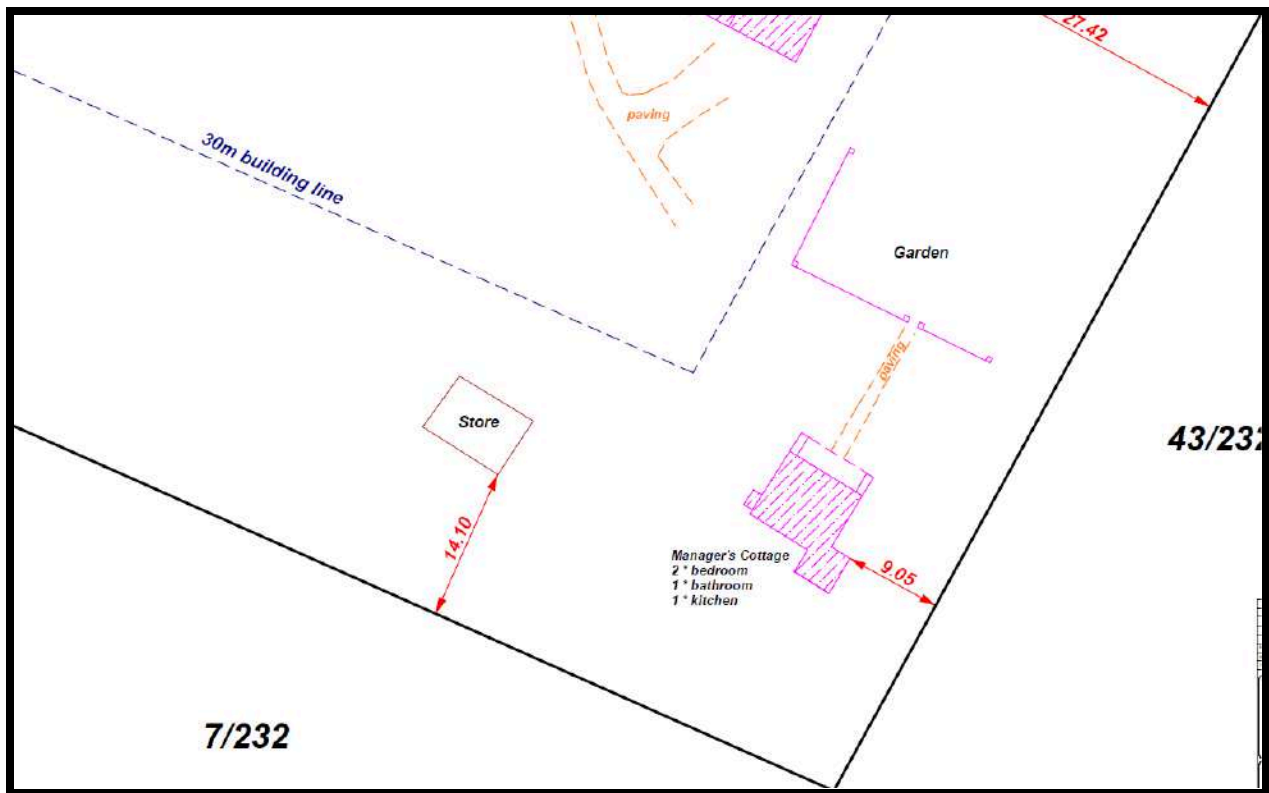 27.42
paving
30m building line
Garden
paving
Store
43/232
14.10
Manager's Cottage
2 * bedroom
1 * bathroom
1 * kitchen
9.05
7/232